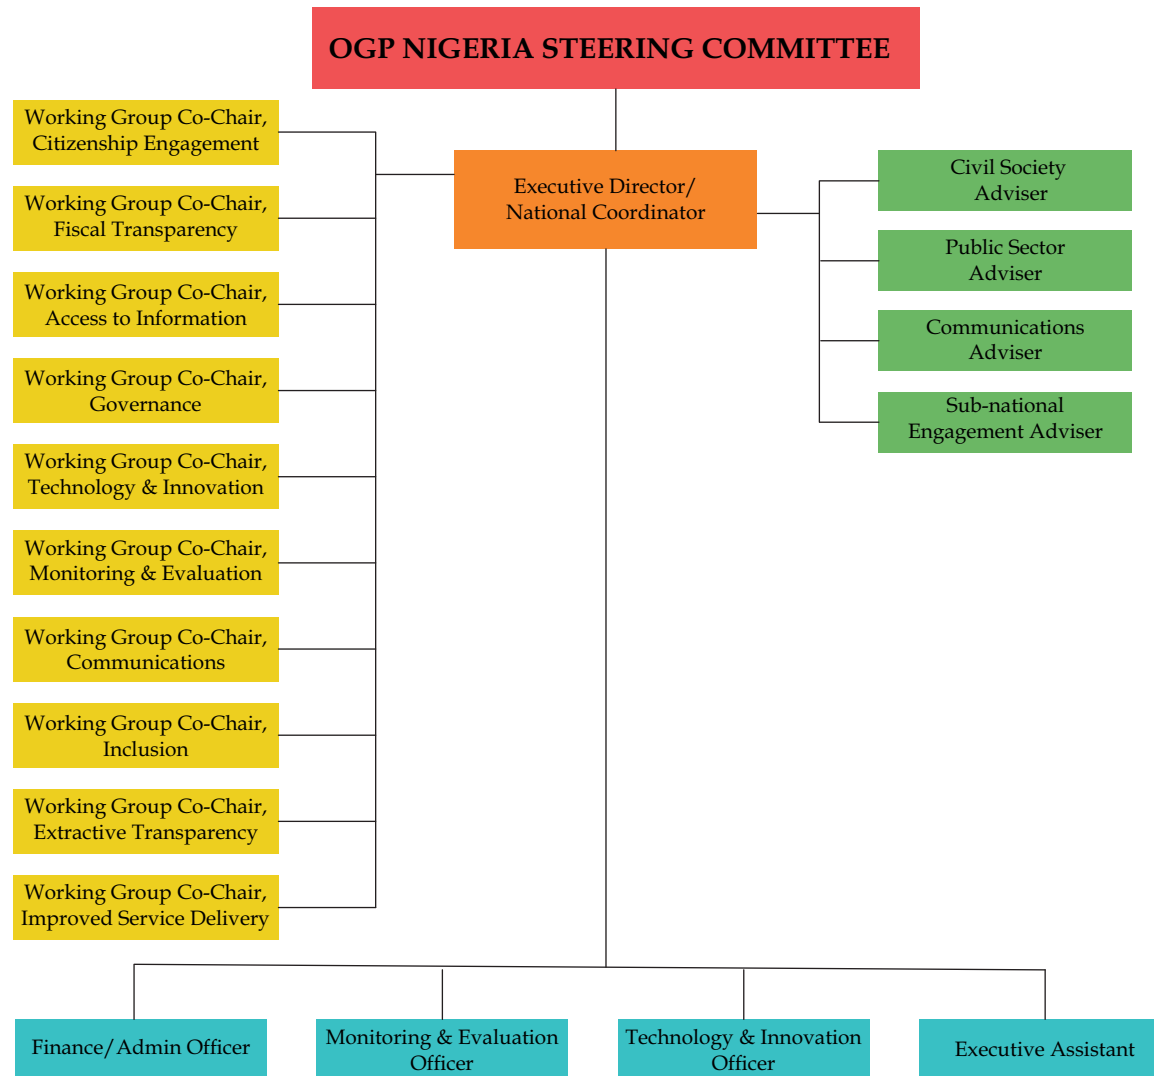 OGP NIGERIA STEERING COMMITTEE
Executive Director/
National Coordinator
Working Group Co-Chair,
Citizenship Engagement
Working Group Co-Chair,
Fiscal Transparency
Working Group Co-Chair,
Access to Information
Working Group Co-Chair,
Governance
Working Group Co-Chair,
Technology & Innovation
Working Group Co-Chair,
Monitoring & Evaluation
Working Group Co-Chair,
Communications
Working Group Co-Chair,
Inclusion
Working Group Co-Chair,
Extractive Transparency
Working Group Co-Chair,
Improved Service Delivery
Civil Society
Adviser
Public Sector
Adviser
Communications
Adviser
Sub-national
Engagement Adviser
Finance/Admin Officer
Monitoring & Evaluation
Officer
Technology & Innovation
Officer
Executive Assistant